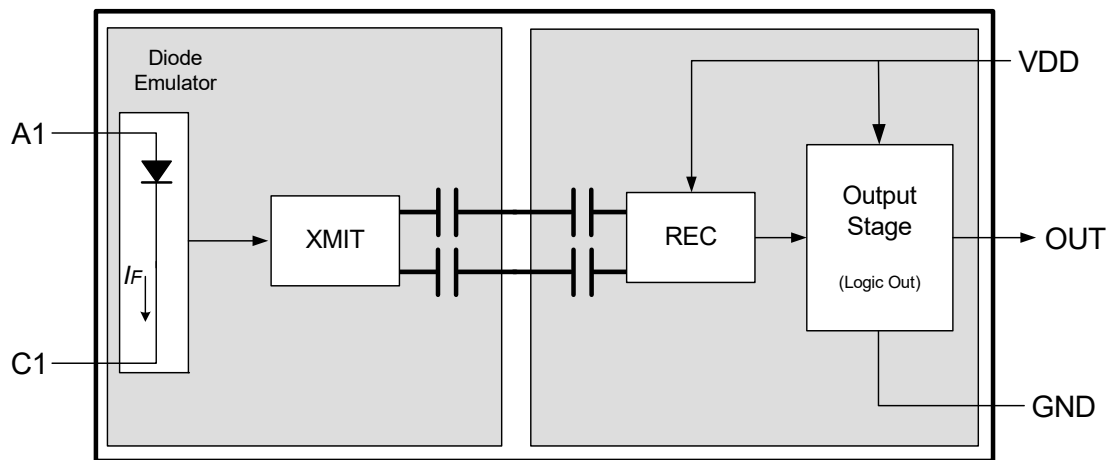 Diode
Emulator
VDD
A1
XMIT
REC
Output
Stage
(Logic Out)
OUT
IF
C1
GND